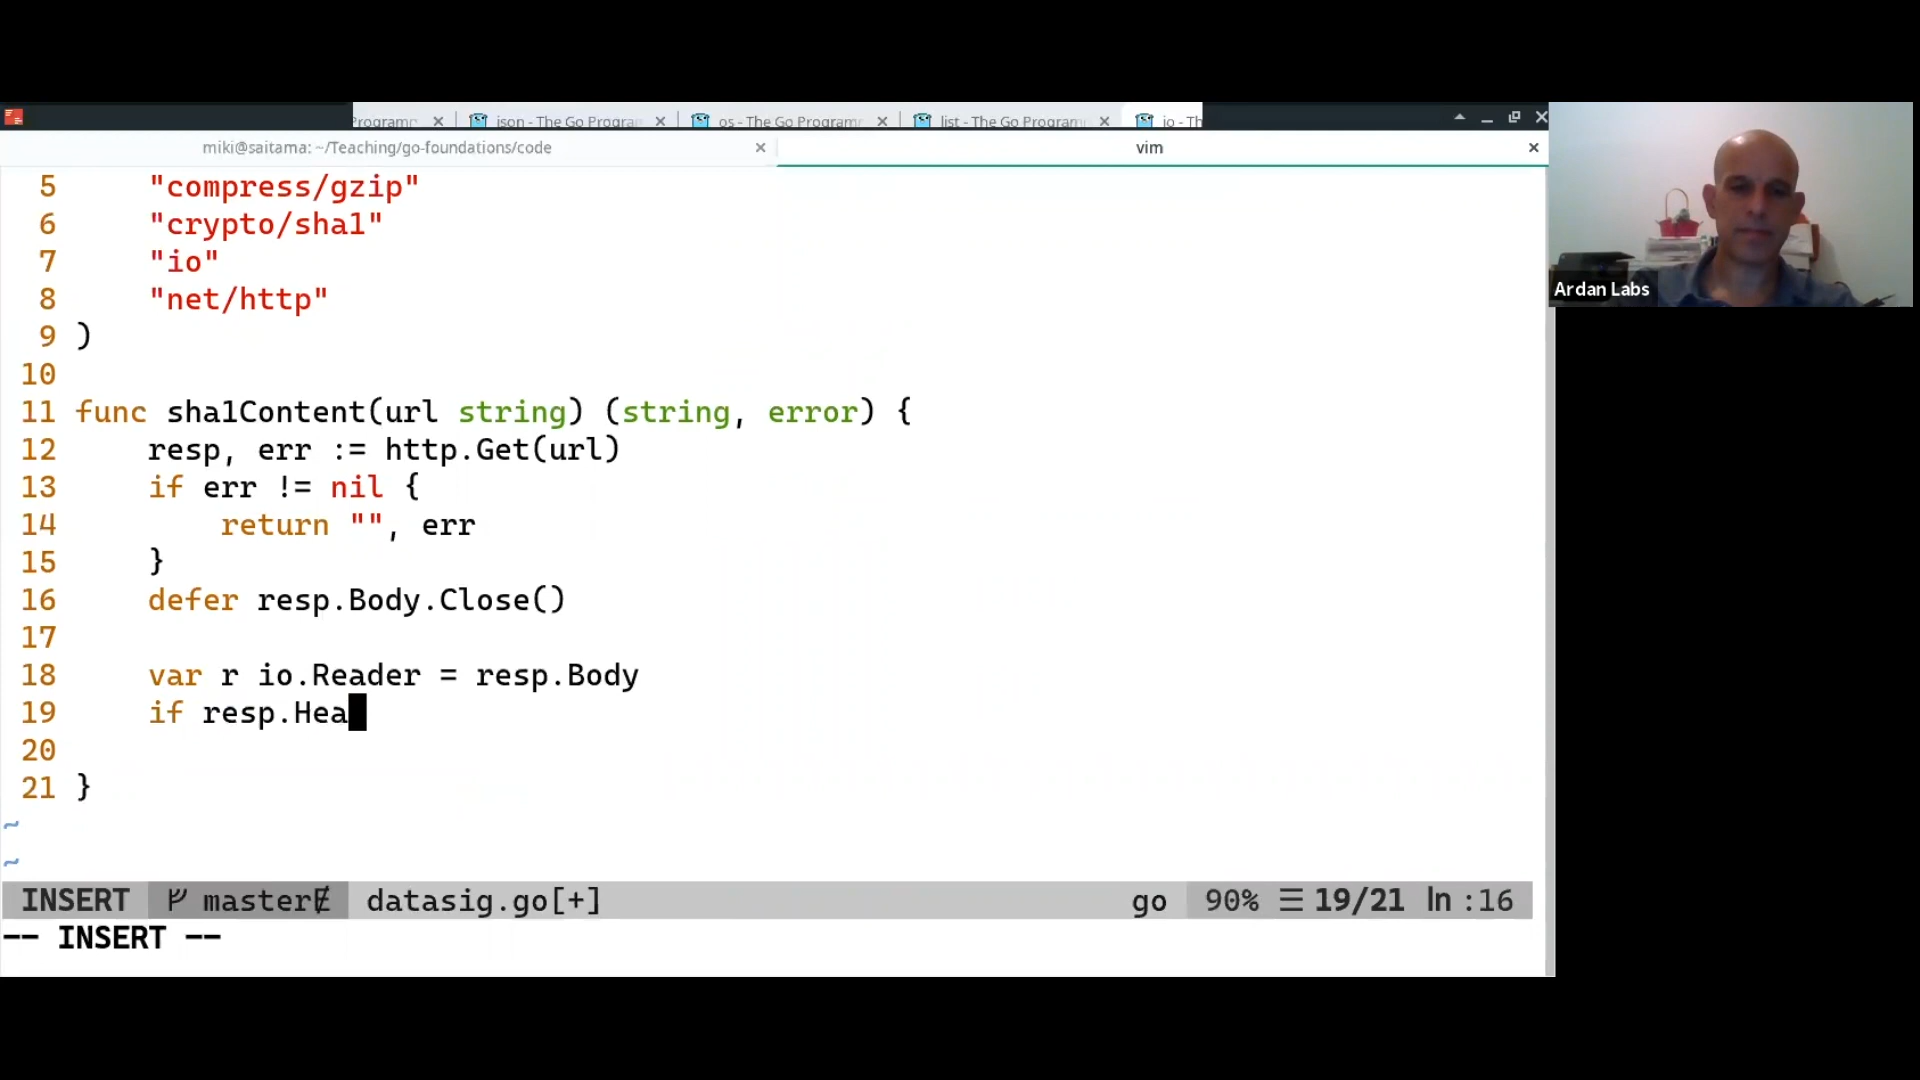 Programr
json - The Go Program
os - The Go Programr
list - The Go Program
io - Th
miki@saitama: ~/Teaching/go-foundations/code
vim
5 "compress/gzip"
6 "crypto/sha1"
7 "io"
8 "net/http"
9 )
10
11 func sha1Content(url string) (string, error) {
12 resp, err := http.Get(url)
13 if err != nil {
14 return "", err
15 }
16 defer resp.Body.Close()
17
18 var r io.Reader = resp.Body
19 if resp.Hea
20
21 }
~
~
INSERT master datasig.go[+] go 90% ☰ 19/21 ln :16
-- INSERT --
Ardan Labs